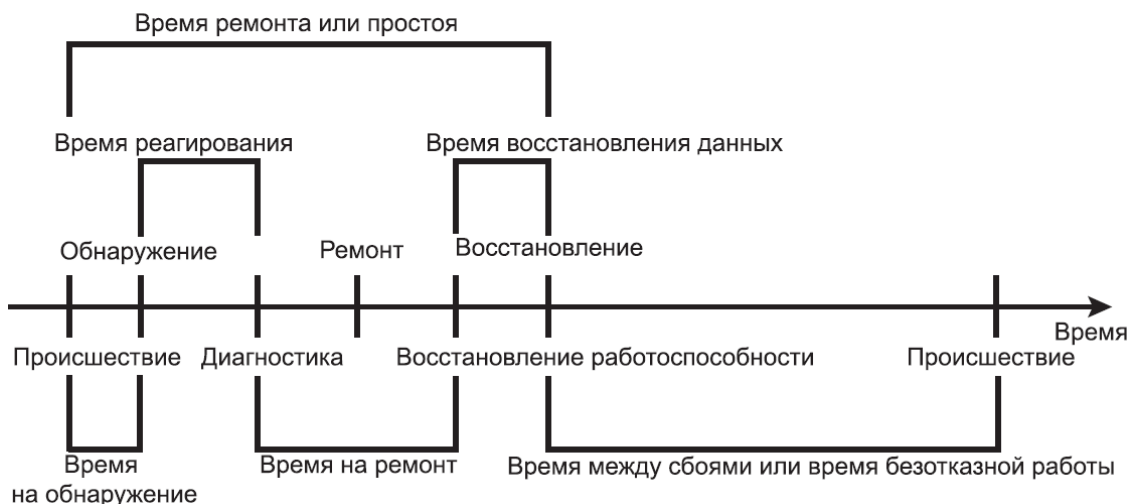 Время ремонта или простоя
Время реагирования
Время восстановления данных
Обнаружение
Ремонт
Восстановление
Время
Происшествие
Диагностика
Восстановление работоспособности
Происшествие
Время
на обнаружение
Время на ремонт
Время между сбоями или время безотказной работы